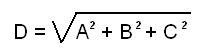 D = √A² + B² + C²